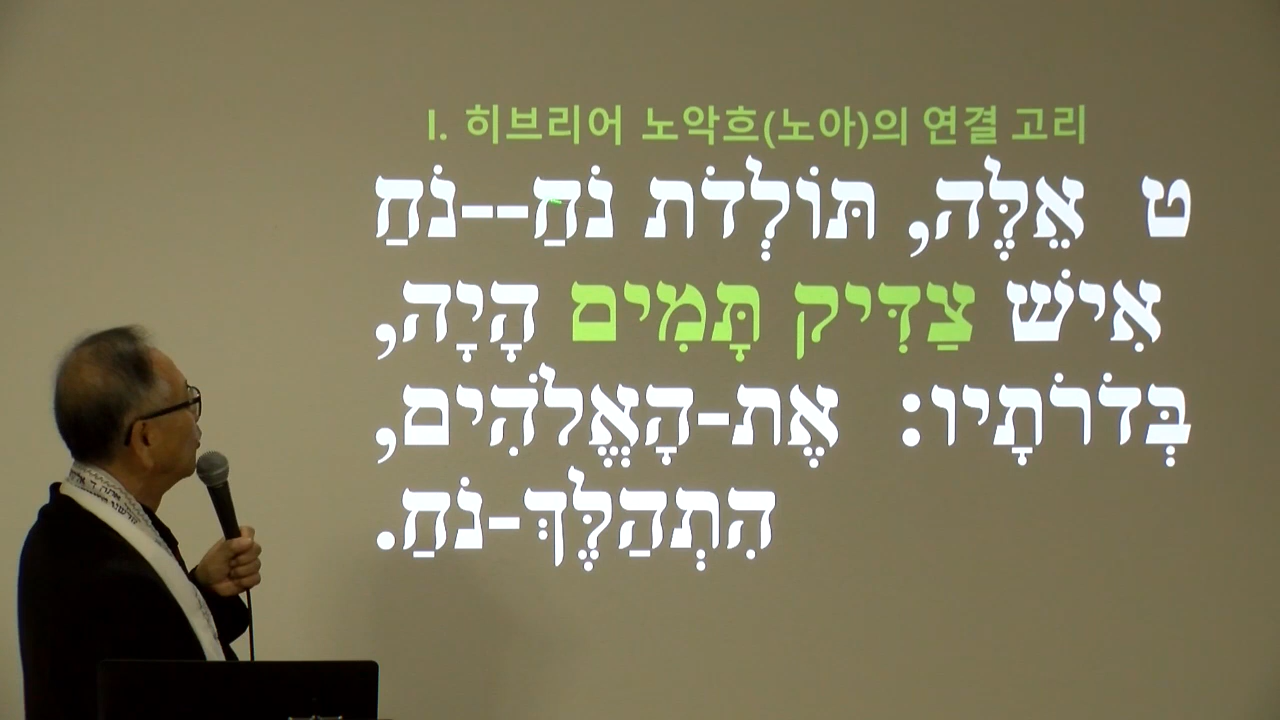 I. 히브리어 노악흐(노아)의 연결 고리
ט אֵלֶּה, תּוֹלְדֹת נֹחַ--נֹחַ
אִישׁ צַדִּיק תָּמִים הָיָה,
בְּדֹרֹתָיו: אֶת-הָאֱלֹהִים,
הִתְהַלֶּךְ-נֹחַ.